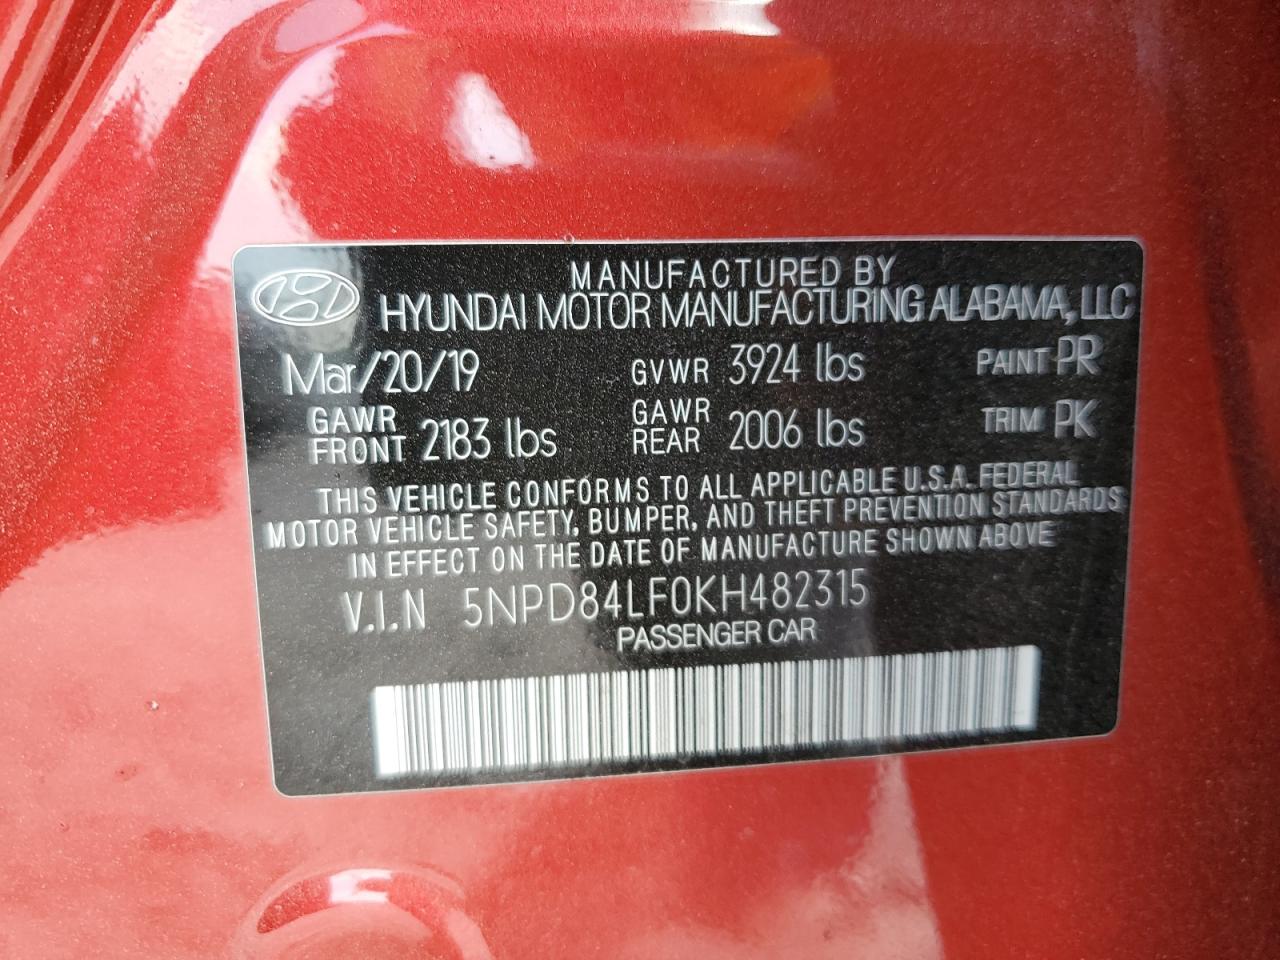 MANUFACTURED BY
HYUNDAI MOTOR MANUFACTURING ALABAMA, LLC
Mar/20/19 GVWR 3924 lbs PAINT PR
GAWR FRONT 2183 lbs GAWR REAR 2006 lbs TRIM PK
THIS VEHICLE CONFORMS TO ALL APPLICABLE U.S.A. FEDERAL
MOTOR VEHICLE SAFETY, BUMPER, AND THEFT PREVENTION STANDARDS
IN EFFECT ON THE DATE OF MANUFACTURE SHOWN ABOVE
V.I.N 5NPD84LF0KH482315
PASSENGER CAR